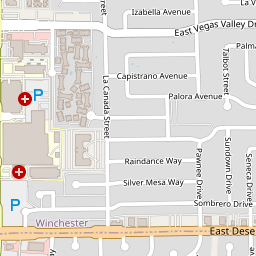 Izabella Avenue
East Vegas Valley Dr
Talbot Street
Capistrano Avenue
P
Palora Avenue
La Canada Street
Raindance Way
Pawnee Drive
Sundown Drive
Seneca Drive
Silver Mesa Way
P
Sombrero Drive
Winchester
East Dese